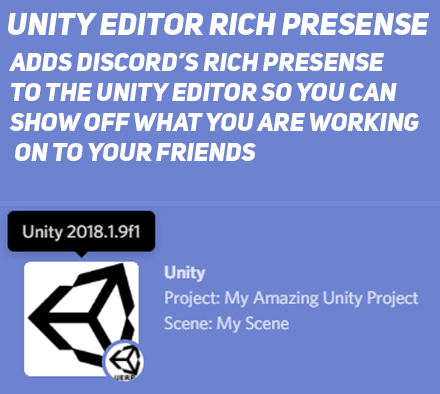 UNITY EDITOR RICH PRESENSE
ADDS DISCORD'S RICH PRESENSE
TO THE UNITY EDITOR SO YOU CAN
SHOW OFF WHAT YOU ARE WORKING
ON TO YOUR FRIENDS
Unity 2018.1.9f1
Unity
Project: My Amazing Unity Project
Scene: My Scene
UERP